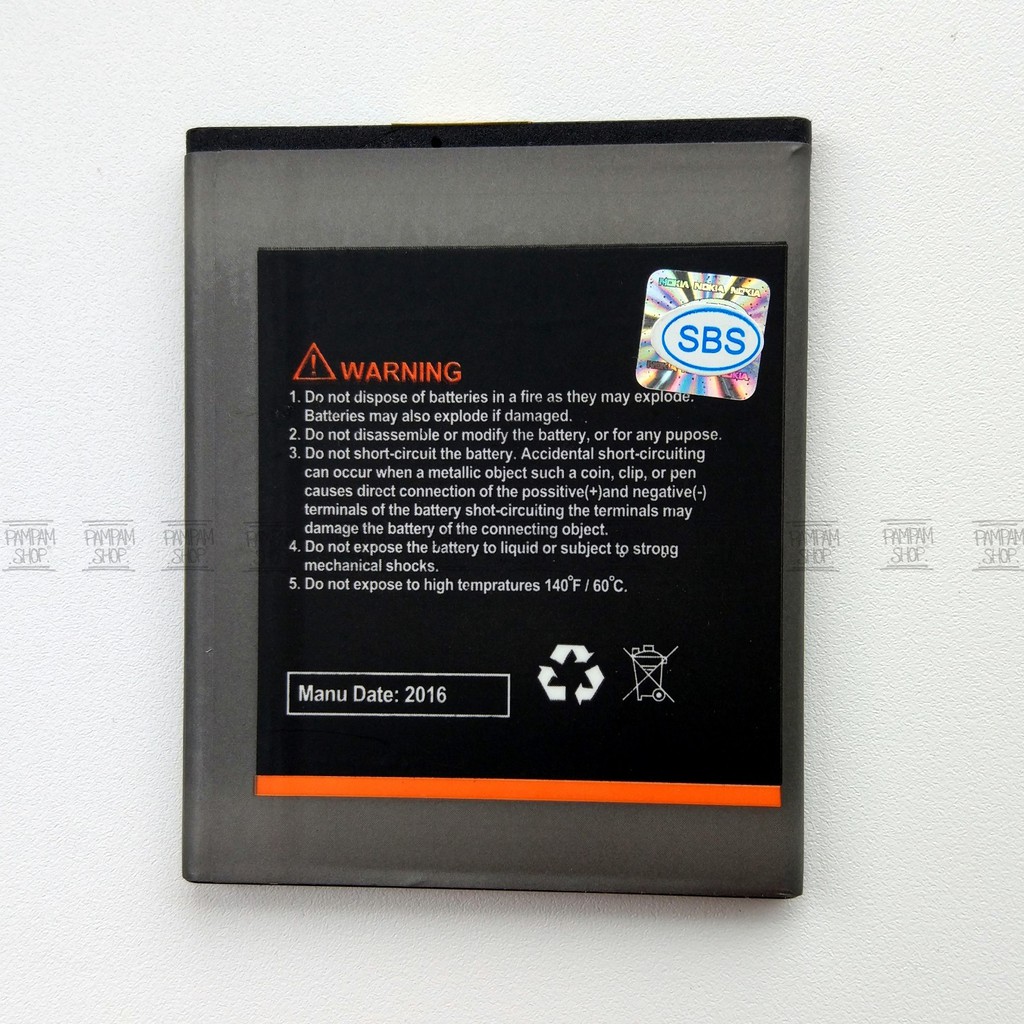 NOKIA NOKIA NOKIA
SBS
WARNING
1. Do not dispose of batteries in a fire as they may explode.
Batteries may also explode if damaged.
2. Do not disassemble or modify the battery, or for any pupose.
3. Do not short-circuit the battery. Accidental short-circuiting
can occur when a metallic object such a coin, clip, or pen
causes direct connection of the possitive(+)and negative(-)
terminals of the battery shot-circuiting the terminals may
damage the battery of the connecting object.
4. Do not expose the battery to liquid or subject to strong
mechanical shocks.
5. Do not expose to high tempratures 140°F / 60°C.
Manu Date: 2016
PAMPAM SHOP PAMPAM SHOP PAMPAM SHOP PAMPAM SHOP PAMPAM SHOP PAMPAM SHOP